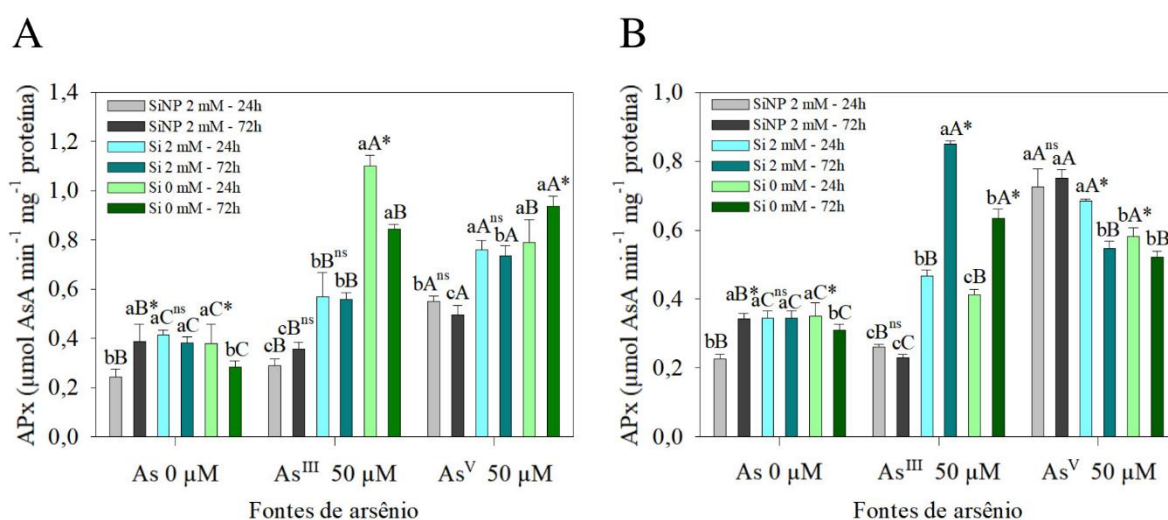 A
APx (µmol AsA min⁻¹ mg⁻¹ proteína)
1,4
1,2
1,0
0,8
0,6
0,4
0,2
0,0
SiNP 2 mM - 24h
SiNP 2 mM - 72h
Si 2 mM - 24h
Si 2 mM - 72h
Si 0 mM - 24h
Si 0 mM - 72h
bB aB* aCⁿˢ aC aC* bC
cBⁿˢ cB bBⁿˢ bB aA* aB
bAⁿˢ cA aAⁿˢ bA aB aA*
As 0 µM Asᴵᴵᴵ 50 µM Asⱽ 50 µM
Fontes de arsênio
B
APx (µmol AsA min⁻¹ mg⁻¹ proteína)
1,0
0,8
0,6
0,4
0,2
0,0
SiNP 2 mM - 24h
SiNP 2 mM - 72h
Si 2 mM - 24h
Si 2 mM - 72h
Si 0 mM - 24h
Si 0 mM - 72h
bB aB* aCⁿˢ aC aC* bC
cBⁿˢ cC bB aA* cB bA*
aAⁿˢ aA aA* bB bA* bB
As 0 µM Asᴵᴵᴵ 50 µM Asⱽ 50 µM
Fontes de arsênio